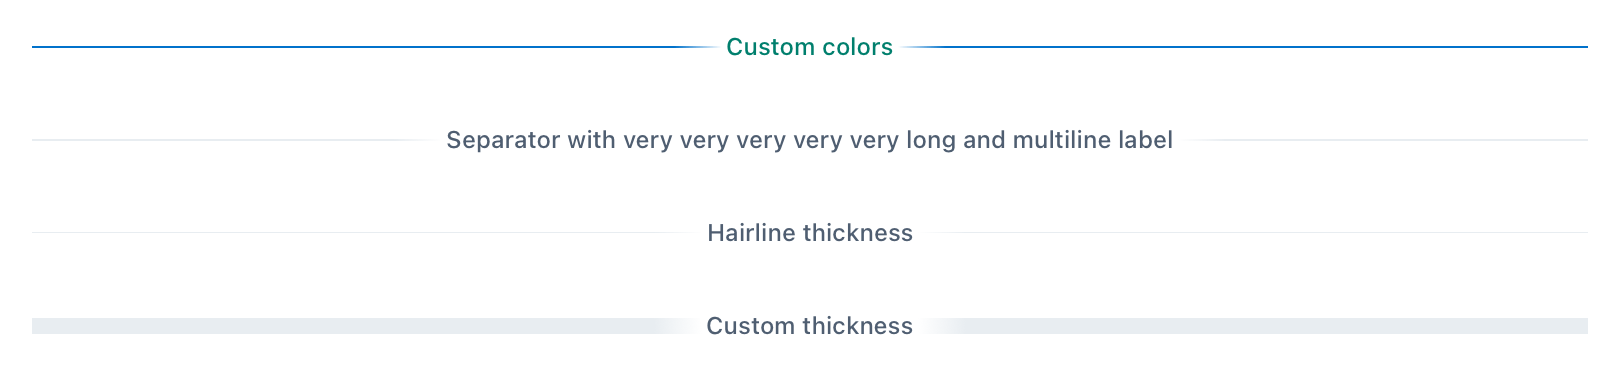 Custom colors
Separator with very very very very very long and multiline label
Hairline thickness
Custom thickness